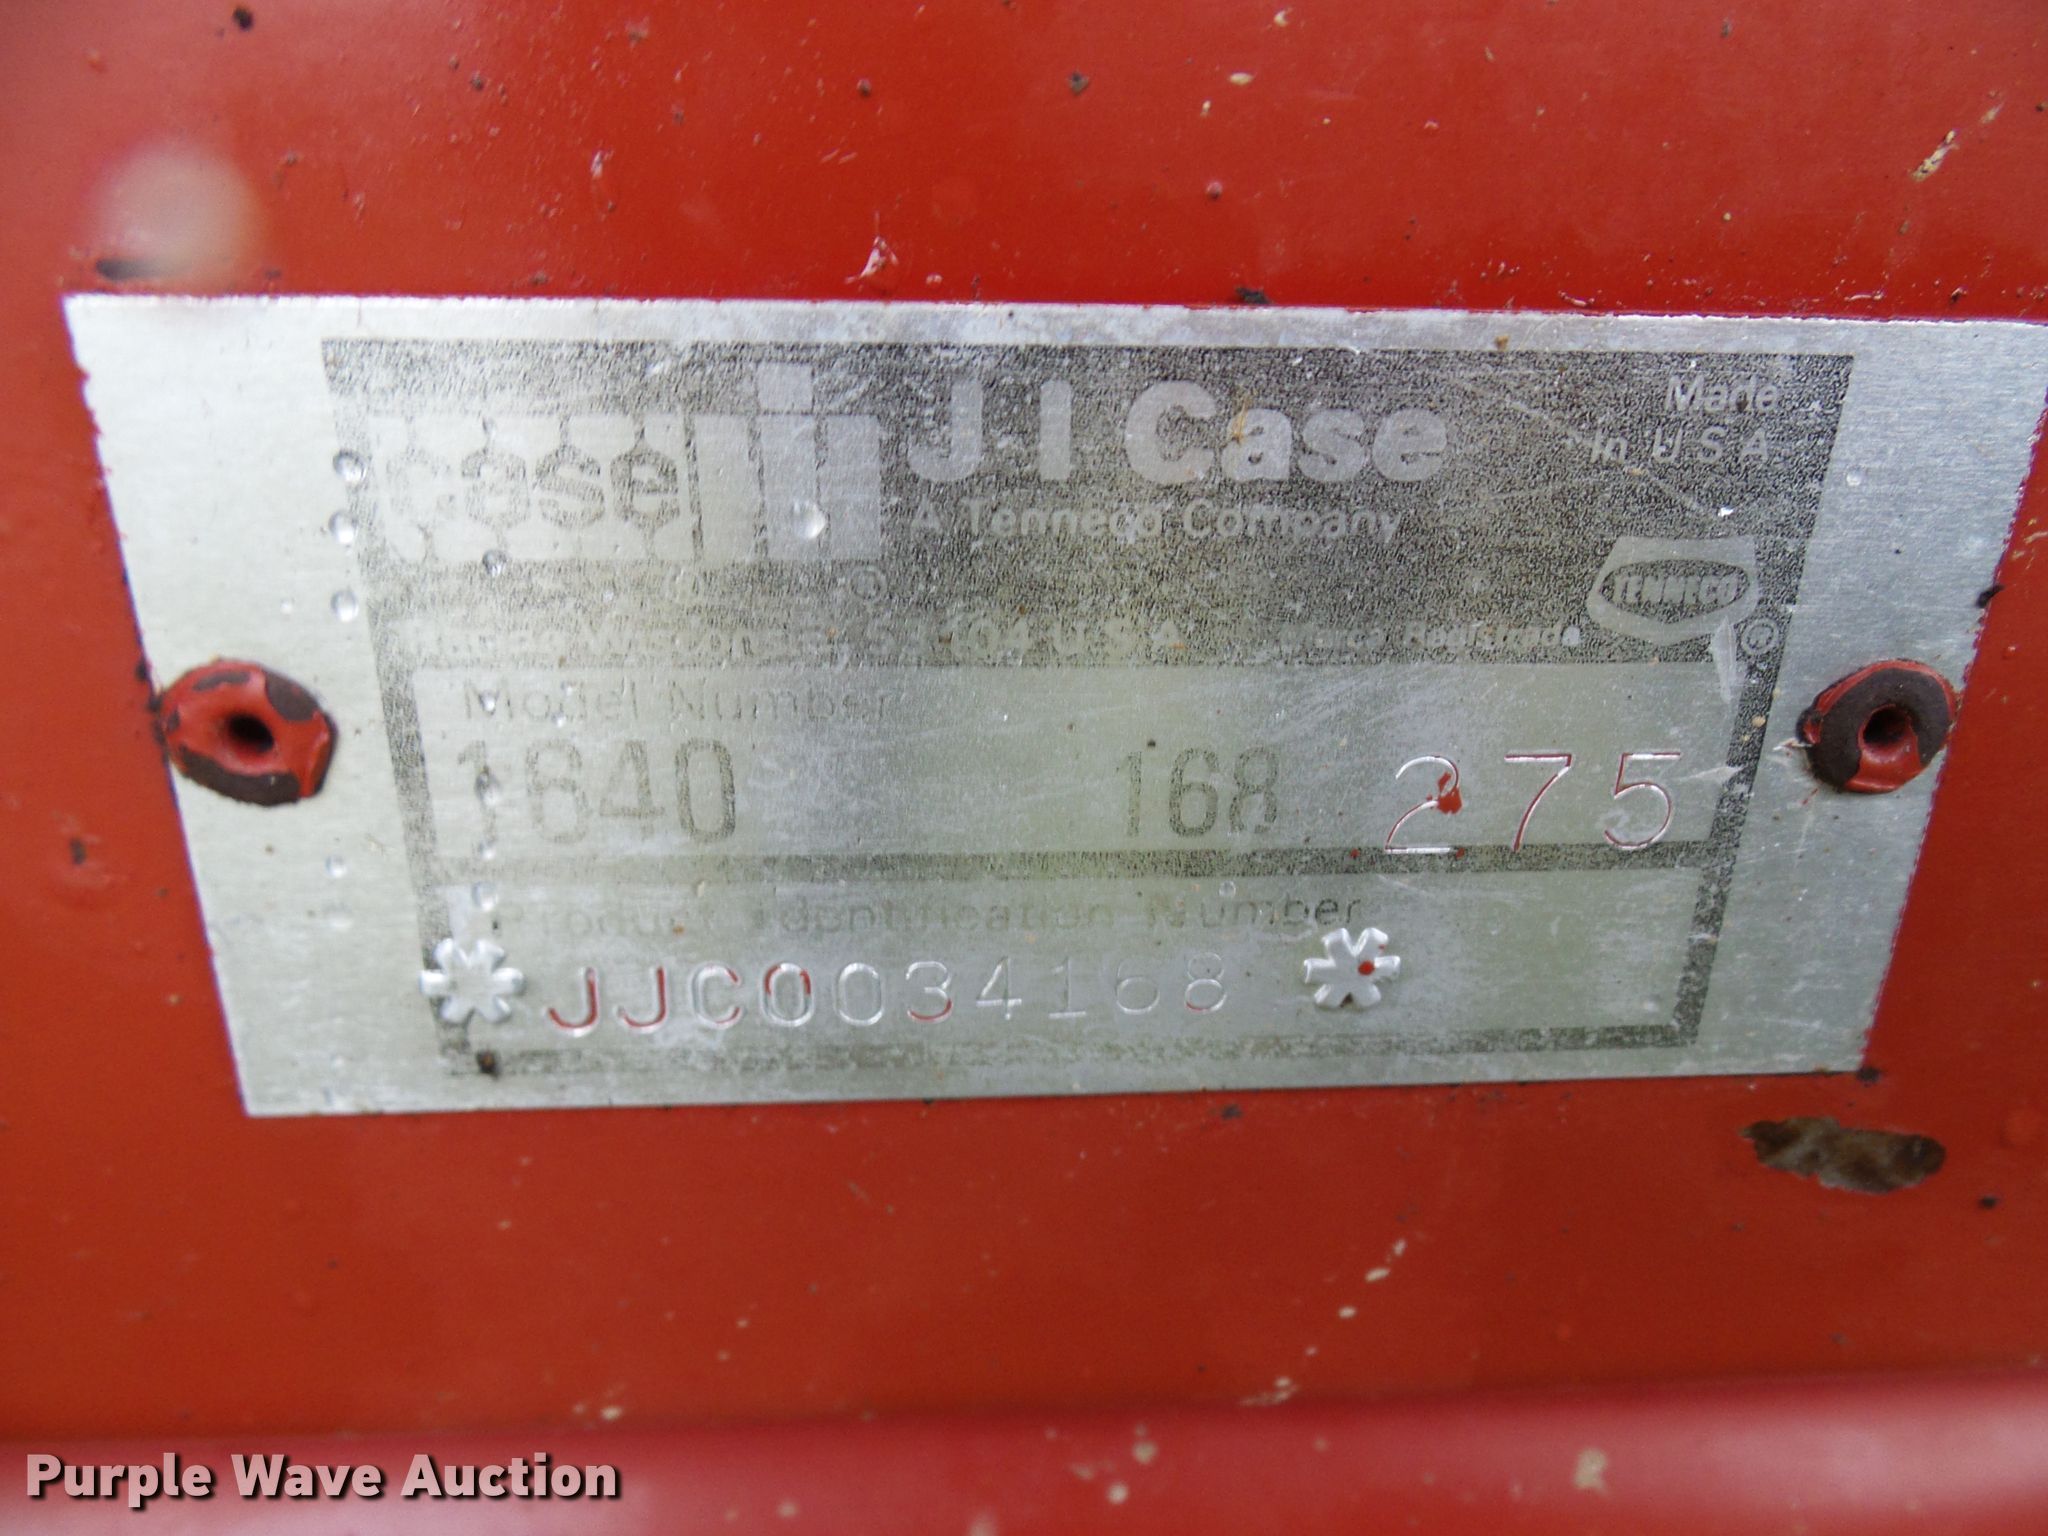 case ih
J I Case
A Tenneco Company
Made
In U S A
TENNECO
U.S.A. Registrada
Model Number
1640 168 275
Product Identification Number
*JJC0034168*
Purple Wave Auction